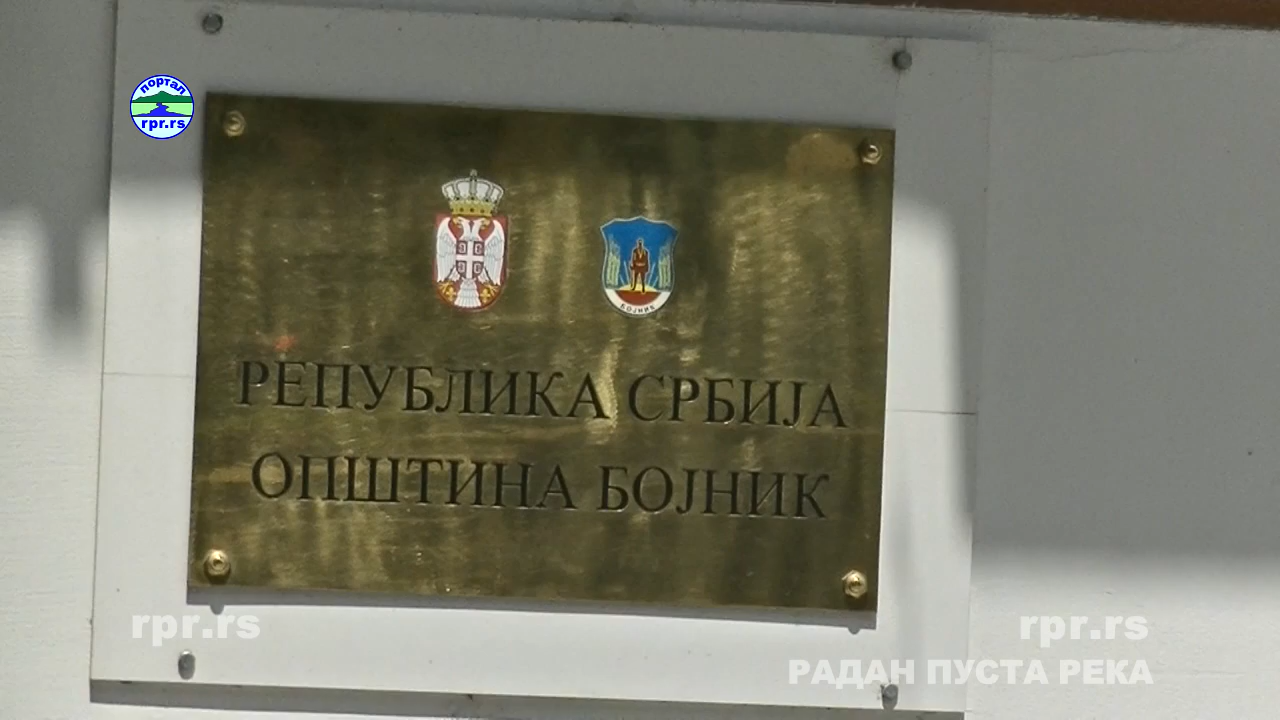 портал
rpr.rs
БОЈНИК
РЕПУБЛИКА СРБИЈА
ОПШТИНА БОЈНИК
rpr.rs
rpr.rs
РАДАН ПУСТА РЕКА